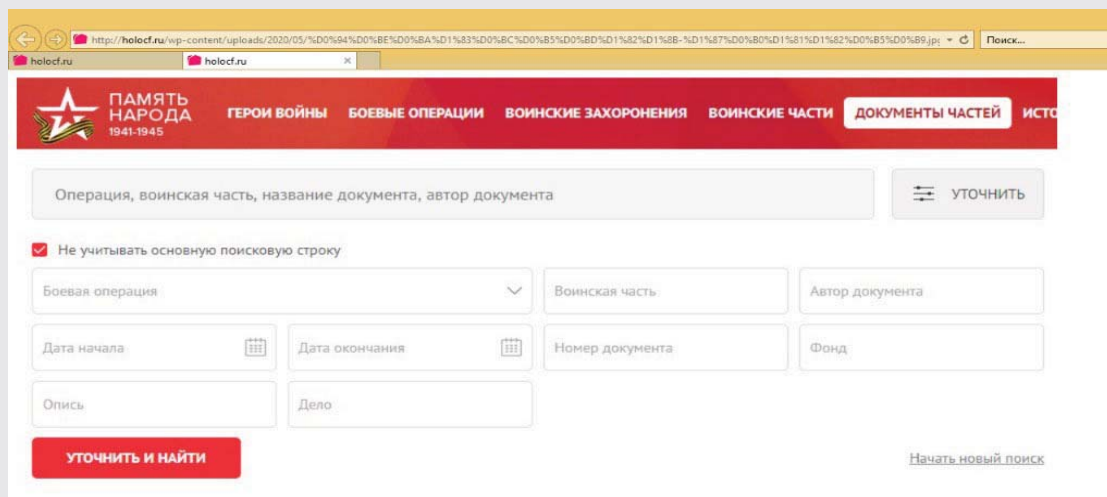 http://holocf.ru/wp-content/uploads/2020/05/%D0%94%D0%BE%D0%BA%D1%83%D0%BC%D0%B5%D0%BD%D1%82%D1%8B-%D1%87%D0%B0%D1%81%D1%82%D0%B5%D0%B9.jpg Поиск...
holocf.ru holocf.ru
ПАМЯТЬ
НАРОДА
1941-1945
ГЕРОИ ВОЙНЫ БОЕВЫЕ ОПЕРАЦИИ ВОИНСКИЕ ЗАХОРОНЕНИЯ ВОИНСКИЕ ЧАСТИ ДОКУМЕНТЫ ЧАСТЕЙ ИСТО
Операция, воинская часть, название документа, автор документа УТОЧНИТЬ
Не учитывать основную поисковую строку
Боевая операция Воинская часть Автор документа
Дата начала Дата окончания Номер документа Фонд
Опись Дело
УТОЧНИТЬ И НАЙТИ Начать новый поиск